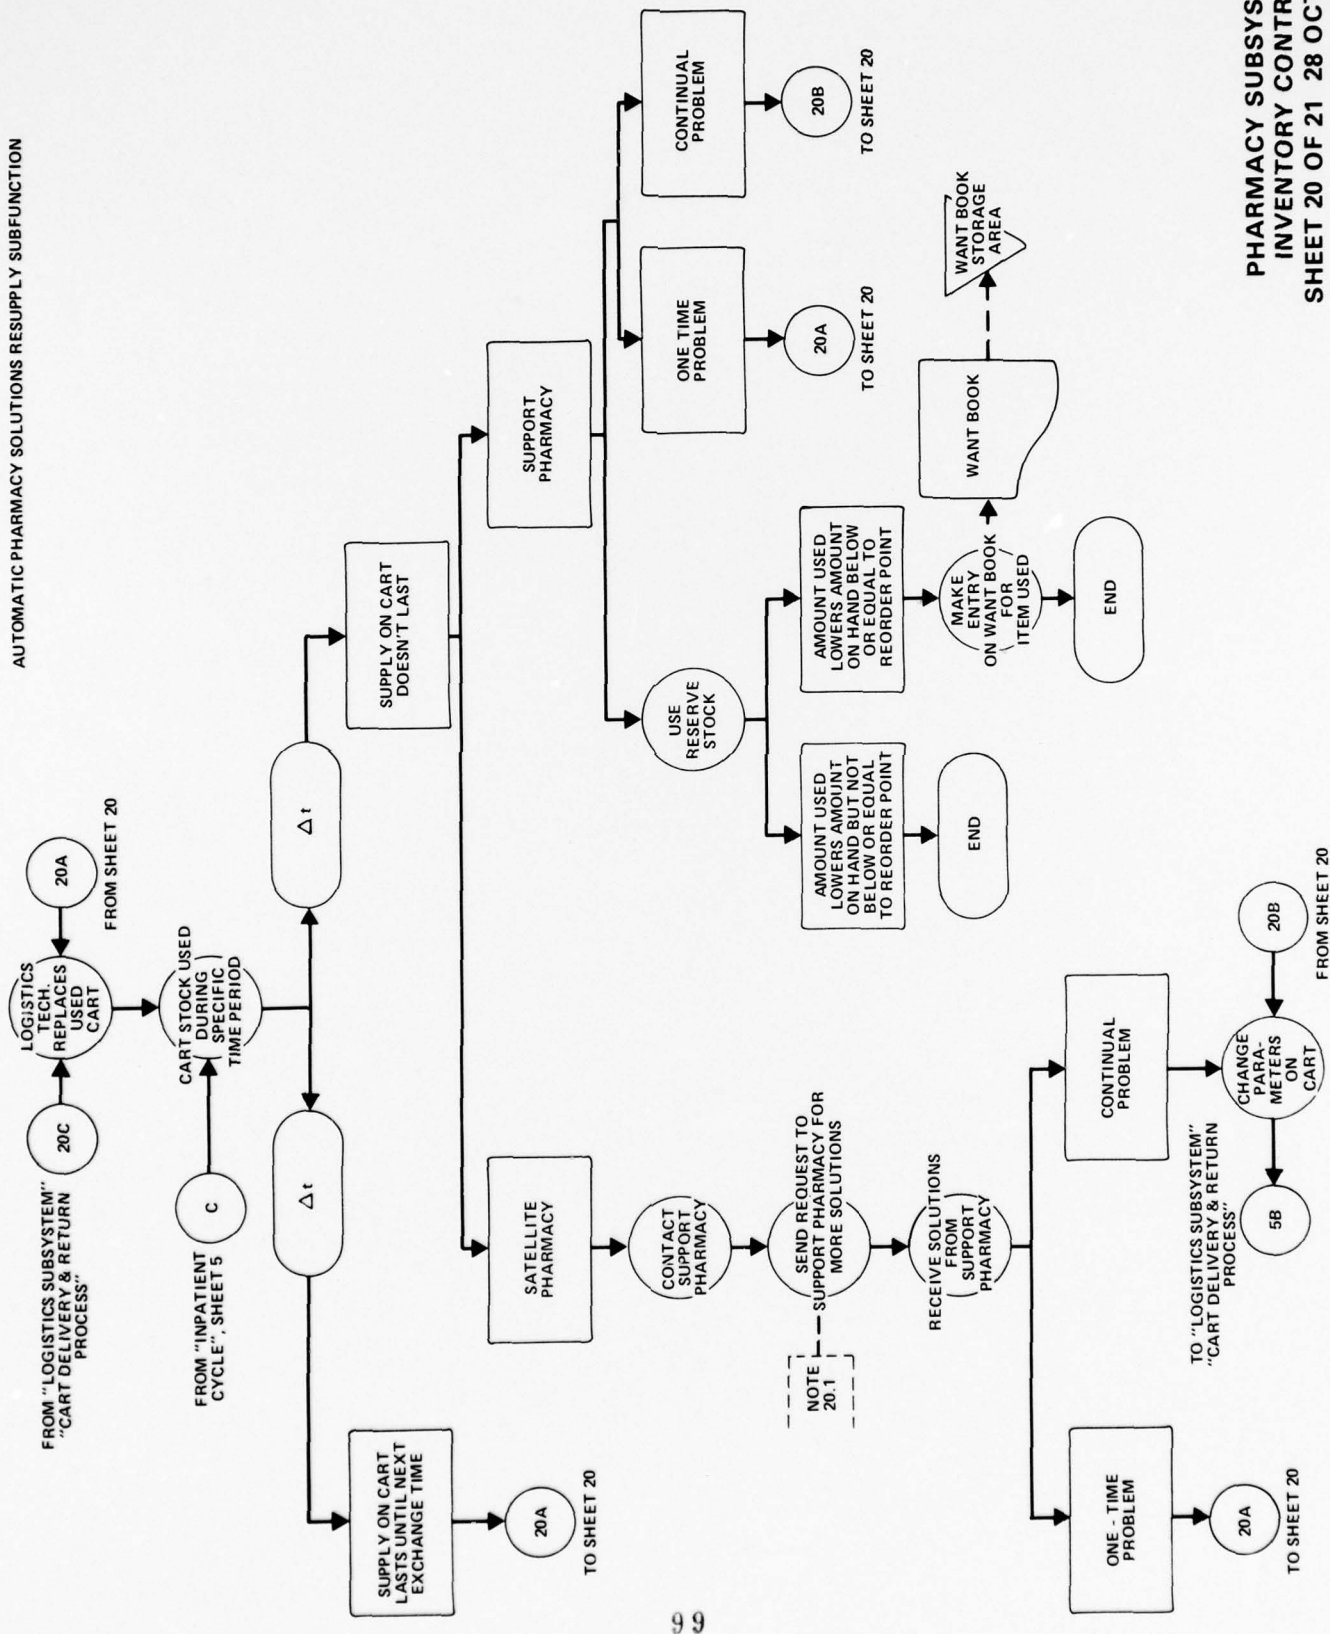 AUTOMATIC PHARMACY SOLUTIONS RESUPPLY SUBFUNCTION
FROM "LOGISTICS SUBSYSTEM"
"CART DELIVERY & RETURN
PROCESS"
20C
LOGISTICS
TECH.
REPLACES
USED
CART
20A
FROM SHEET 20
FROM "INPATIENT
CYCLE", SHEET 5
C
CART STOCK USED
DURING
SPECIFIC
TIME PERIOD
Δt
Δt
SUPPLY ON CART
LASTS UNTIL NEXT
EXCHANGE TIME
20A
TO SHEET 20
SUPPLY ON CART
DOESN'T LAST
SATELLITE
PHARMACY
SUPPORT
PHARMACY
CONTACT
SUPPORT
PHARMACY
NOTE
20.1
SEND REQUEST TO
SUPPORT PHARMACY FOR
MORE SOLUTIONS
RECEIVE SOLUTIONS
FROM
SUPPORT
PHARMACY
ONE - TIME
PROBLEM
20A
TO SHEET 20
CONTINUAL
PROBLEM
TO "LOGISTICS SUBSYSTEM"
"CART DELIVERY & RETURN
PROCESS"
5B
CHANGE
PARA-
METERS
ON
CART
20B
FROM SHEET 20
USE
RESERVE
STOCK
AMOUNT USED
LOWERS AMOUNT
ON HAND BUT NOT
BELOW OR EQUAL
TO REORDER POINT
END
AMOUNT USED
LOWERS AMOUNT
ON HAND BELOW
OR EQUAL TO
REORDER POINT
MAKE
ENTRY
ON WANT BOOK
FOR
ITEM USED
END
WANT BOOK
WANT BOOK
STORAGE
AREA
ONE TIME
PROBLEM
20A
TO SHEET 20
CONTINUAL
PROBLEM
20B
TO SHEET 20
PHARMACY SUBSYS
INVENTORY CONTR
SHEET 20 OF 21 28 OC
99